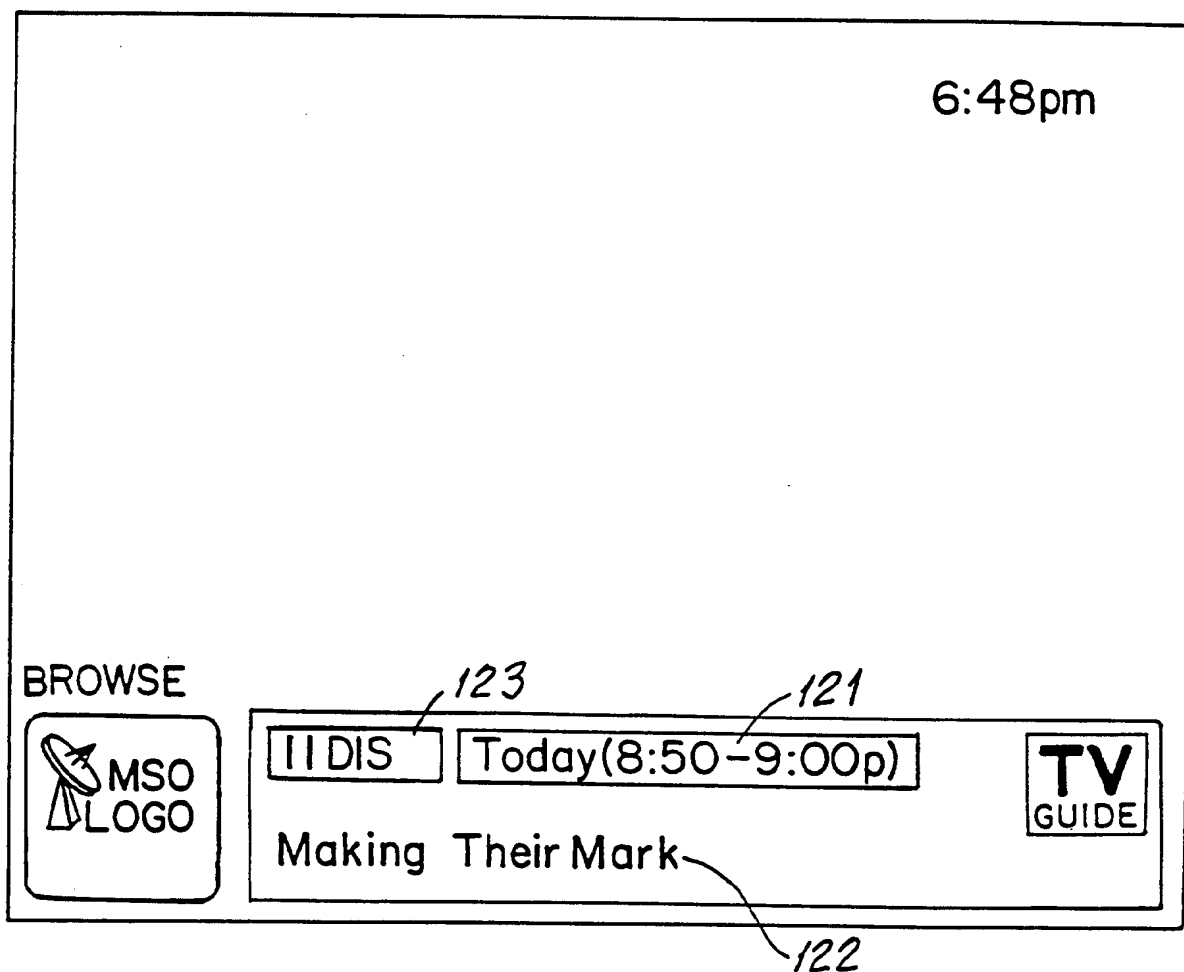 6:48pm
BROWSE
123
121
11 DIS
Today(8:50-9:00p)
TV
GUIDE
MSO
LOGO
Making Their Mark
122